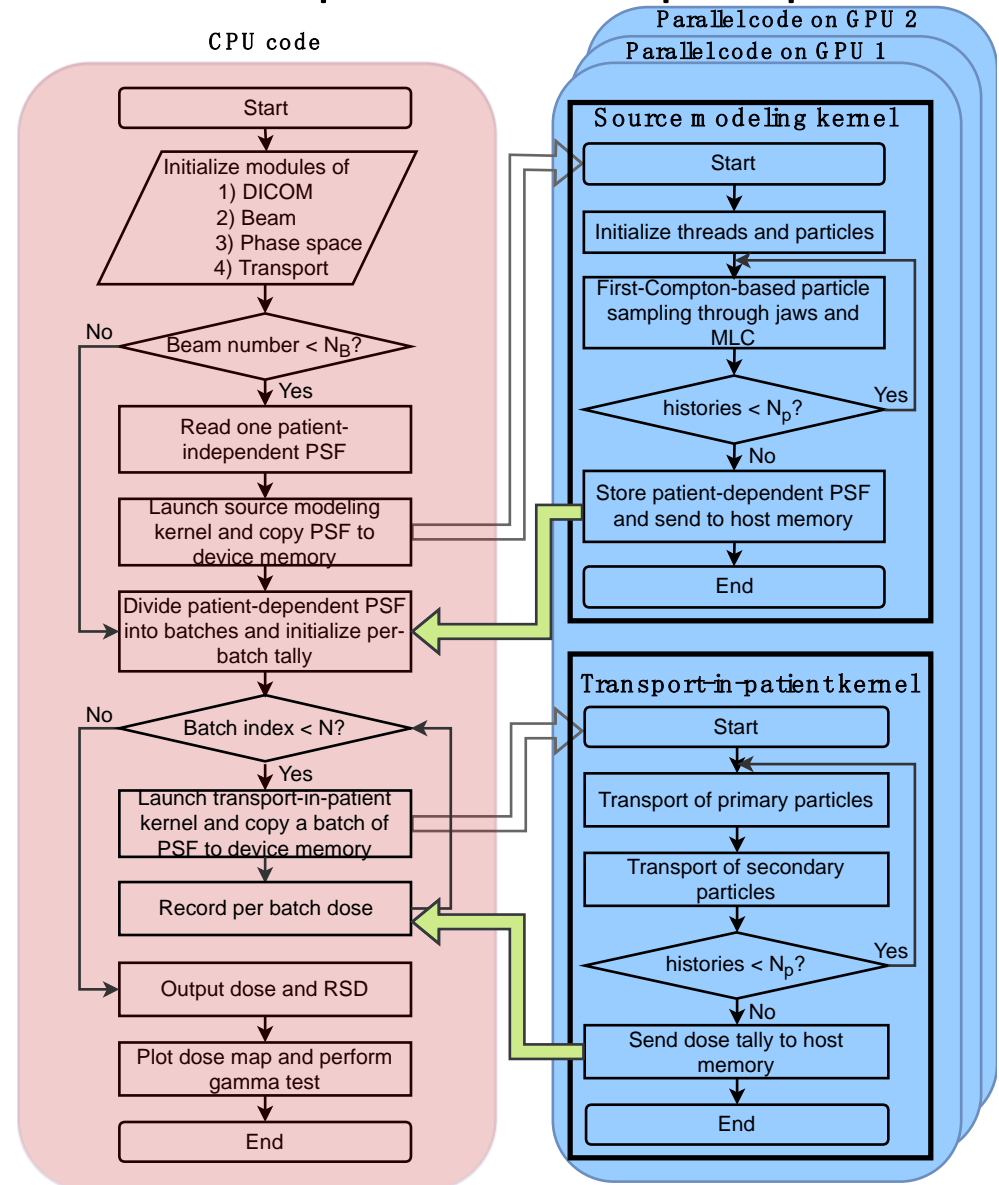 Parallel code on GPU 2
Parallel code on GPU 1
CPU code
Start
Initialize modules of
1) DICOM
2) Beam
3) Phase space
4) Transport
No
Beam number < N_B?
Yes
Read one patient-
independent PSF
Launch source modeling
kernel and copy PSF to
device memory
Divide patient-dependent PSF
into batches and initialize per-
batch tally
No
Batch index < N?
Yes
Launch transport-in-patient
kernel and copy a batch of
PSF to device memory
Record per batch dose
Output dose and RSD
Plot dose map and perform
gamma test
End
Source modeling kernel
Start
Initialize threads and particles
First-Compton-based particle
sampling through jaws and
MLC
histories < N_p?
Yes
No
Store patient-dependent PSF
and send to host memory
End
Transport-in-patient kernel
Start
Transport of primary particles
Transport of secondary
particles
histories < N_p?
Yes
No
Send dose tally to host
memory
End